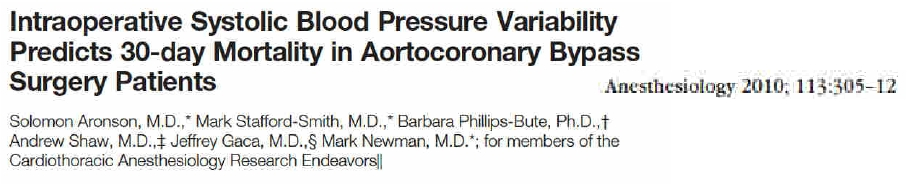 Intraoperative Systolic Blood Pressure Variability
Predicts 30-day Mortality in Aortocoronary Bypass
Surgery Patients
Anesthesiology 2010; 113:305–12
Solomon Aronson, M.D.,* Mark Stafford-Smith, M.D.,* Barbara Phillips-Bute, Ph.D.,†
Andrew Shaw, M.D.,‡ Jeffrey Gaca, M.D.,§ Mark Newman, M.D.*; for members of the
Cardiothoracic Anesthesiology Research Endeavors‖